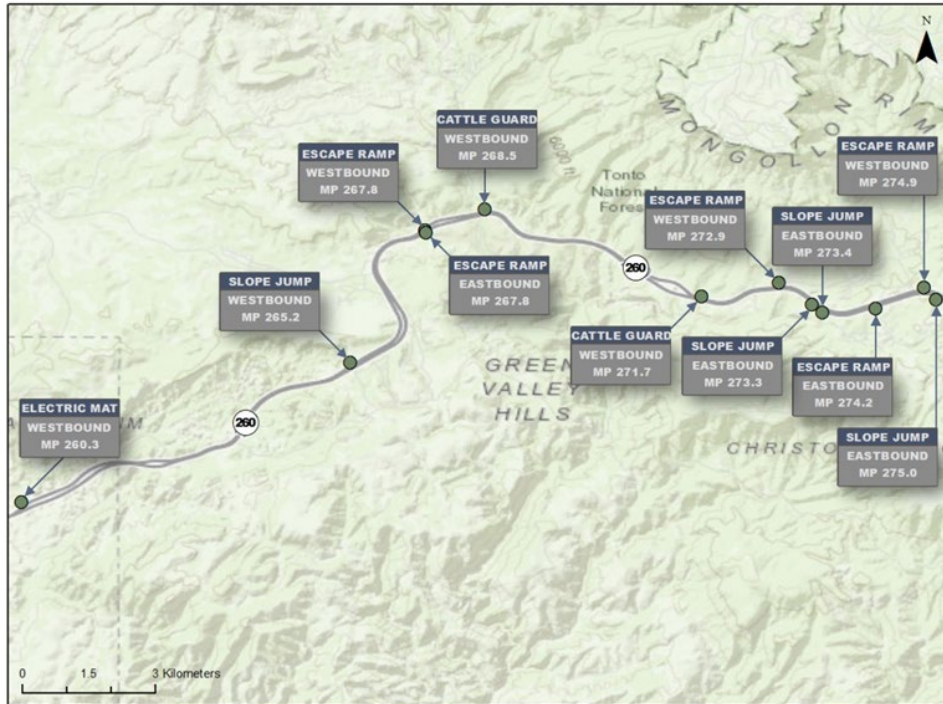 N
MONGOLLON RIM
CATTLE GUARD
WESTBOUND
MP 268.5
ESCAPE RAMP
WESTBOUND
MP 267.8
6000 ft
Tonto
National
Forest
ESCAPE RAMP
WESTBOUND
MP 274.9
ESCAPE RAMP
WESTBOUND
MP 272.9
SLOPE JUMP
EASTBOUND
MP 273.4
ESCAPE RAMP
EASTBOUND
MP 267.8
260
SLOPE JUMP
WESTBOUND
MP 265.2
CATTLE GUARD
WESTBOUND
MP 271.7
SLOPE JUMP
EASTBOUND
MP 273.3
ESCAPE RAMP
EASTBOUND
MP 274.2
GREEN
VALLEY
HILLS
ELECTRIC MAT
WESTBOUND
MP 260.3
260
CHRISTO
SLOPE JUMP
EASTBOUND
MP 275.0
0 1.5 3 Kilometers